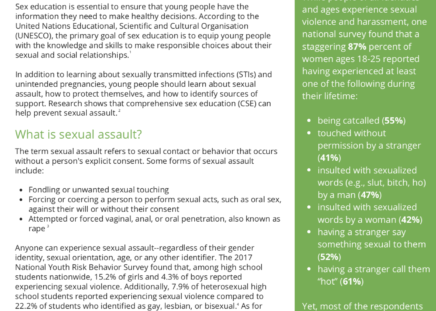 Sex education is essential to ensure that young people have the
information they need to make healthy decisions. According to the
United Nations Educational, Scientific and Cultural Organisation
(UNESCO), the primary goal of sex education is to equip young people
with the knowledge and skills to make responsible choices about their
sexual and social relationships.¹
In addition to learning about sexually transmitted infections (STIs) and
unintended pregnancies, young people should learn about sexual
assault, how to protect themselves, and how to identify sources of
support. Research shows that comprehensive sex education (CSE) can
help prevent sexual assault.²
What is sexual assault?
The term sexual assault refers to sexual contact or behavior that occurs
without a person's explicit consent. Some forms of sexual assault
include:
• Fondling or unwanted sexual touching
• Forcing or coercing a person to perform sexual acts, such as oral sex,
against their will or without their consent
• Attempted or forced vaginal, anal, or oral penetration, also known as
rape ³
Anyone can experience sexual assault--regardless of their gender
identity, sexual orientation, age, or any other identifier. The 2017
National Youth Risk Behavior Survey found that, among high school
students nationwide, 15.2% of girls and 4.3% of boys reported
experiencing sexual violence. Additionally, 7.9% of heterosexual high
school students reported experiencing sexual violence compared to
22.2% of students who identified as gay, lesbian, or bisexual.⁴ As for
and ages experience sexual
violence and harassment, one
national survey found that a
staggering 87% percent of
women ages 18-25 reported
having experienced at least
one of the following during
their lifetime:
• being catcalled (55%)
• touched without
permission by a stranger
(41%)
• insulted with sexualized
words (e.g., slut, bitch, ho)
by a man (47%)
• insulted with sexualized
words by a woman (42%)
• having a stranger say
something sexual to them
(52%)
• having a stranger call them
"hot" (61%)
Yet, most of the respondents